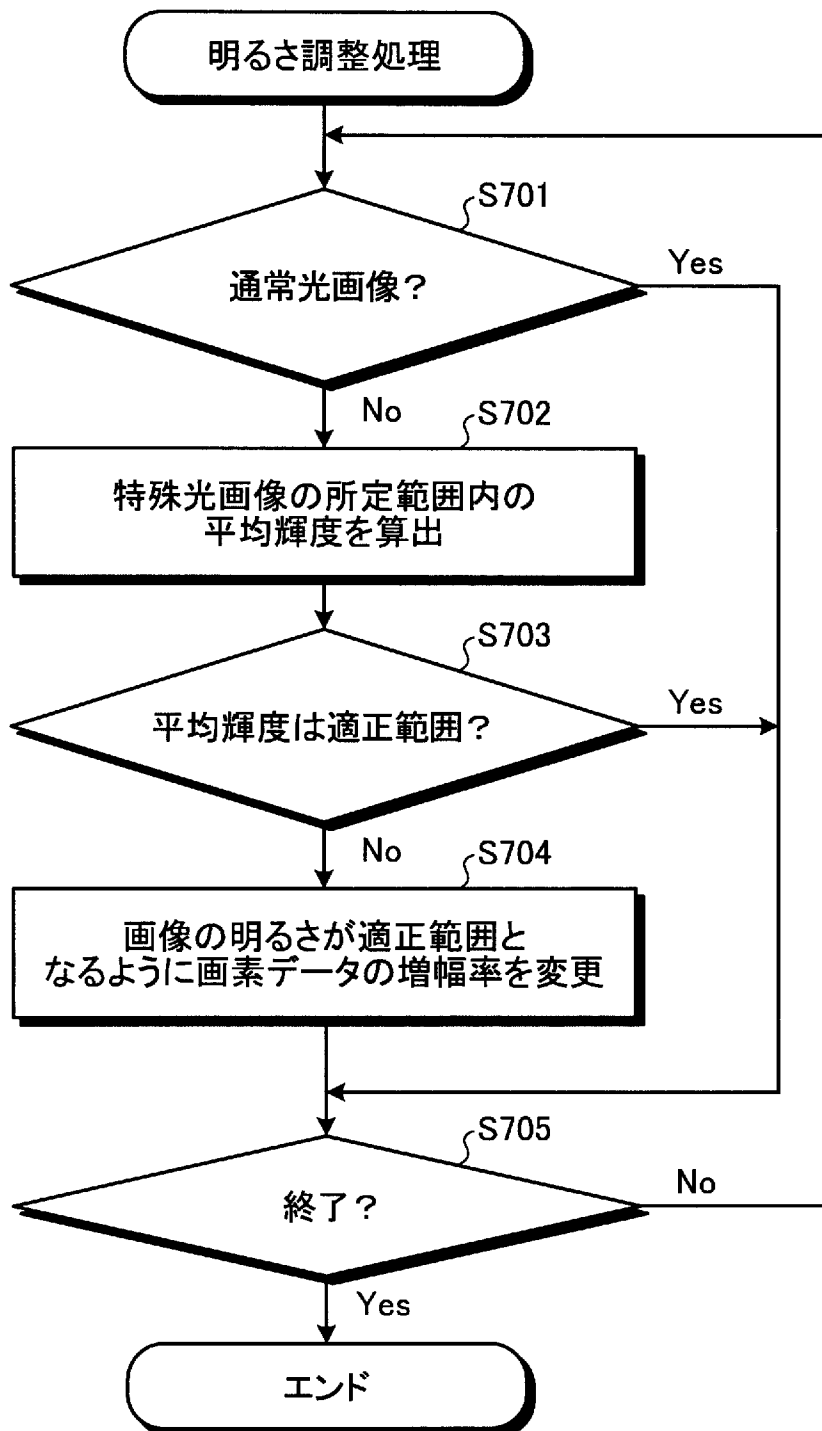 明るさ調整処理
S701
通常光画像？
Yes
No
S702
特殊光画像の所定範囲内の
平均輝度を算出
S703
平均輝度は適正範囲？
Yes
No
S704
画像の明るさが適正範囲と
なるように画素データの増幅率を変更
S705
終了？
No
Yes
エンド